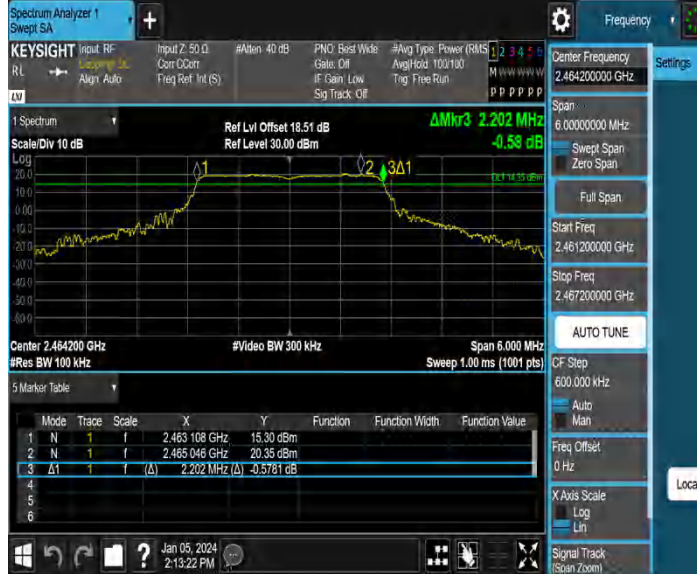 Spectrum Analyzer 1
Swept SA
+
Frequency
KEYSIGHT
RL
LXI
Input: RF
Align: Auto
Input Z: 50 Ω
Corr CCorr
Freq Ref: Int (S)
#Atten: 40 dB
PNO: Best Wide
Gate: Off
IF Gain: Low
Sig Track: Off
#Avg Type: Power (RMS
Avg|Hold: 100/100
Trig: Free Run
1 2 3 4 5 6
M W W W W W
P P P P P P
Center Frequency
2.464200000 GHz
Settings
Span
6.00000000 MHz
Swept Span
Zero Span
Full Span
Start Freq
2.461200000 GHz
Stop Freq
2.467200000 GHz
AUTO TUNE
CF Step
600.000 kHz
Auto
Man
Freq Offset
0 Hz
X Axis Scale
Log
Lin
Signal Track
(Span Zoom)
Loca
1 Spectrum
Scale/Div 10 dB
Ref Lvl Offset 18.51 dB
Ref Level 30.00 dBm
ΔMkr3 2.202 MHz
-0.58 dB
Log
20.0
10.0
0.00
-10.0
-20.0
-30.0
-40.0
-50.0
-60.0
1
2
3Δ1
DL1 14.35 dBm
Center 2.464200 GHz
#Res BW 100 kHz
#Video BW 300 kHz
Span 6.000 MHz
Sweep 1.00 ms (1001 pts)
5 Marker Table
Mode Trace Scale X Y Function Function Width Function Value
1 N 1 f 2.463 108 GHz 15.30 dBm
2 N 1 f 2.465 046 GHz 20.35 dBm
3 Δ1 1 f (Δ) 2.202 MHz (Δ) -0.5781 dB
4
5
6
?
Jan 05, 2024
2:13:22 PM